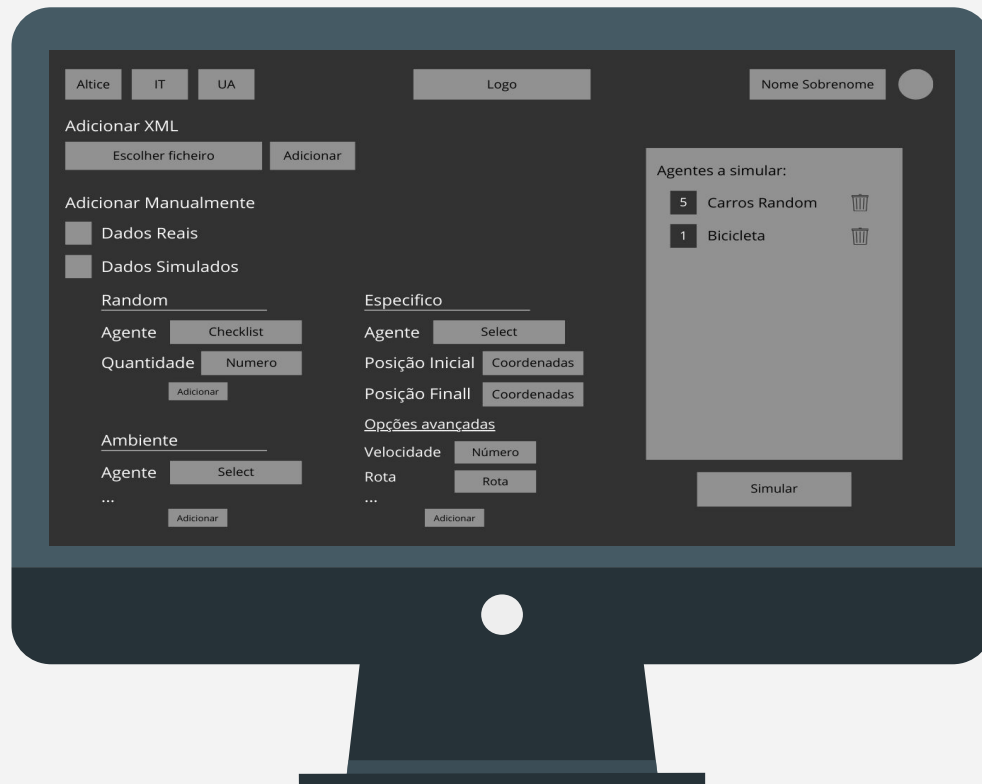 Altice IT UA Logo Nome Sobrenome
Adicionar XML
Escolher ficheiro Adicionar
Adicionar Manualmente
Dados Reais
Dados Simulados
Random
Agente Checklist
Quantidade Numero
Adicionar
Ambiente
Agente Select
...
Adicionar
Especifico
Agente Select
Posição Inicial Coordenadas
Posição Finall Coordenadas
Opções avançadas
Velocidade Número
Rota Rota
...
Adicionar
Agentes a simular:
5 Carros Random
1 Bicicleta
Simular